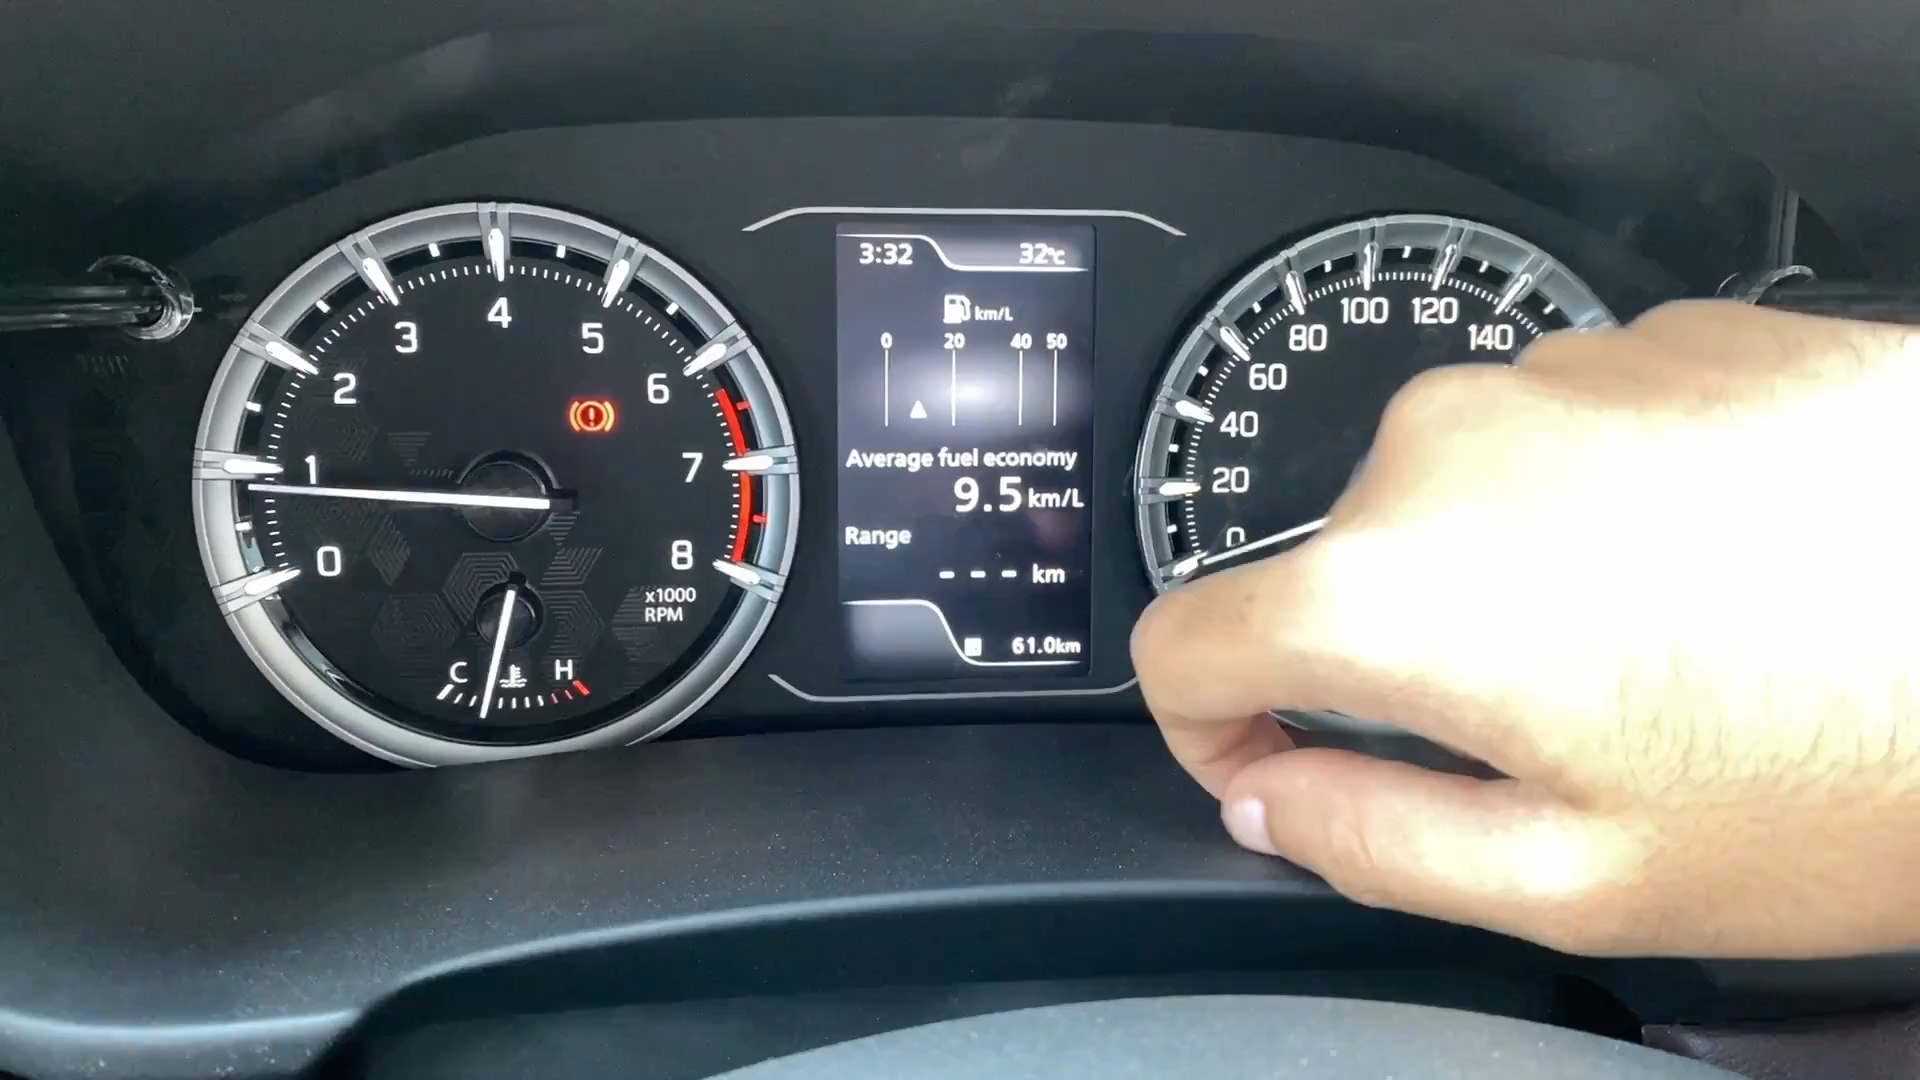 0
1
2
3
4
5
6
7
8
x1000
RPM
C
H
3:32
32°C
km/L
0 20 40 50
Average fuel economy
9.5 km/L
Range
--- km
61.0km
0
20
40
60
80
100
120
140